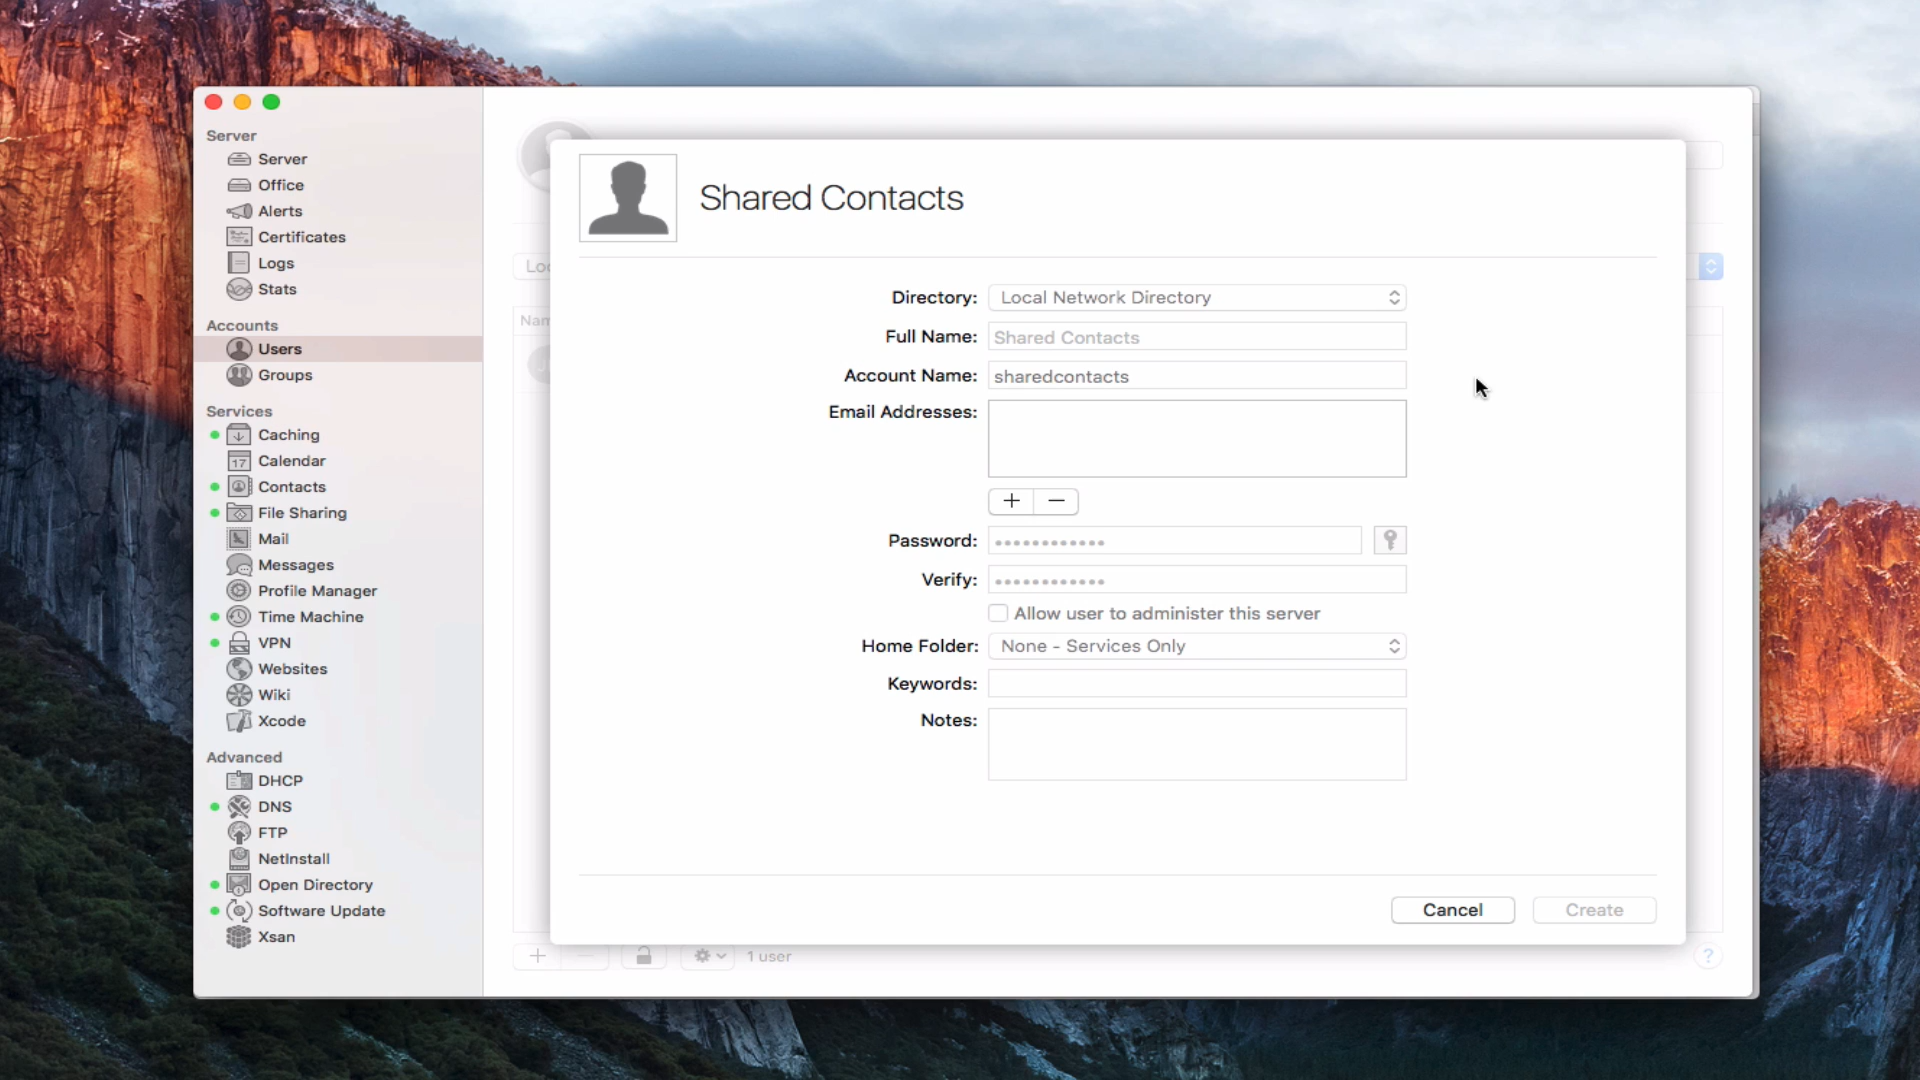 Server
Server
Office
Alerts
Certificates
Logs
Stats
Accounts
Users
Groups
Services
Caching
17 Calendar
Contacts
File Sharing
Mail
Messages
Profile Manager
Time Machine
VPN
Websites
Wiki
Xcode
Advanced
DHCP
DNS
FTP
NetInstall
Open Directory
Software Update
Xsan
Shared Contacts
Directory: Local Network Directory
Full Name: Shared Contacts
Account Name: sharedcontacts
Email Addresses:
+ −
Password: ••••••••••••
Verify: ••••••••••••
Allow user to administer this server
Home Folder: None - Services Only
Keywords:
Notes:
Cancel Create
+ − 1 user ?